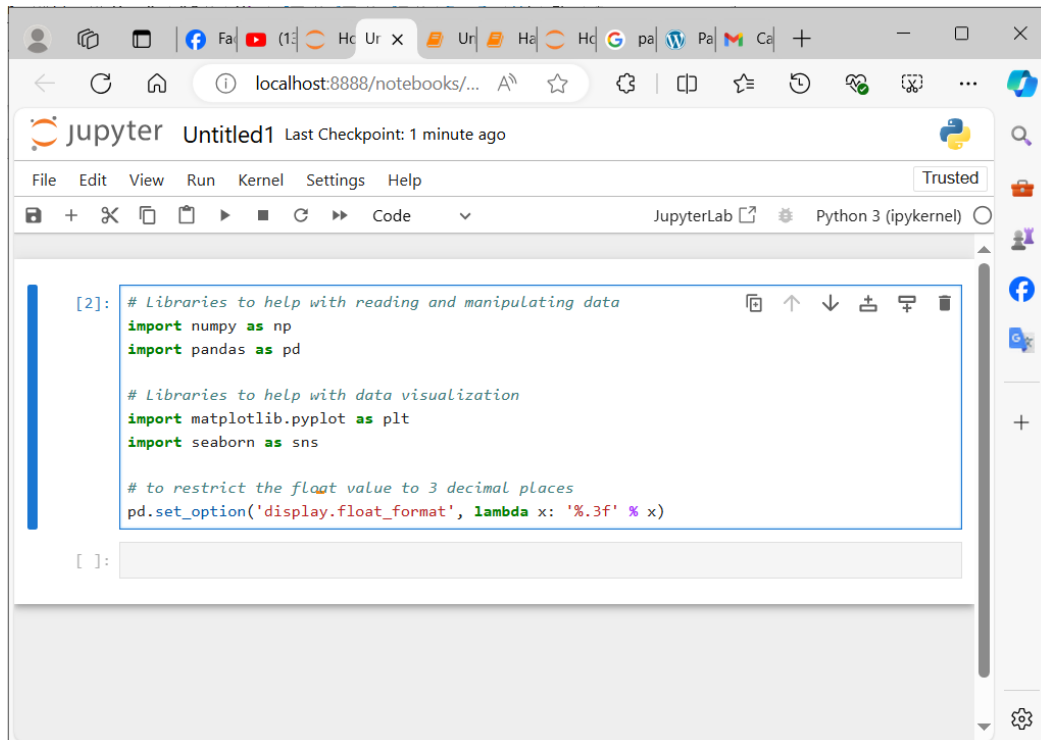 Fa
(13
Ho
Ur
Un
Ha
Ho
pa
Pa
Ca
localhost:8888/notebooks/...
jupyter Untitled1 Last Checkpoint: 1 minute ago
File Edit View Run Kernel Settings Help Trusted
Code JupyterLab Python 3 (ipykernel)
[2]: # Libraries to help with reading and manipulating data
import numpy as np
import pandas as pd
# Libraries to help with data visualization
import matplotlib.pyplot as plt
import seaborn as sns
# to restrict the float value to 3 decimal places
pd.set_option('display.float_format', lambda x: '%.3f' % x)
[ ]: